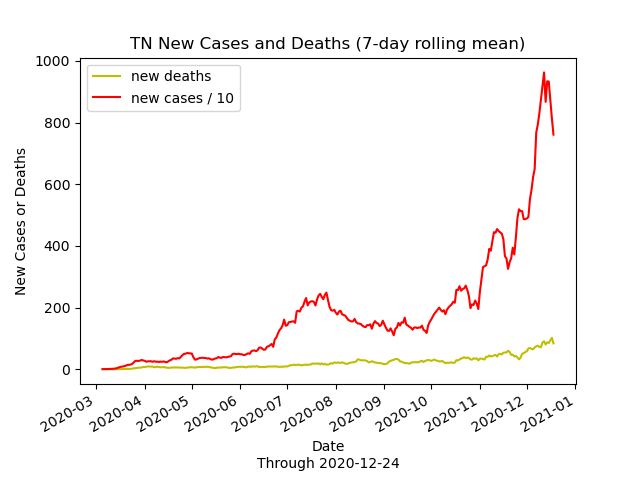 TN New Cases and Deaths (7-day rolling mean)
new deaths
new cases / 10
1000
800
600
400
200
0
New Cases or Deaths
2020-03
2020-04
2020-05
2020-06
2020-07
2020-08
2020-09
2020-10
2020-11
2020-12
2021-01
Date
Through 2020-12-24